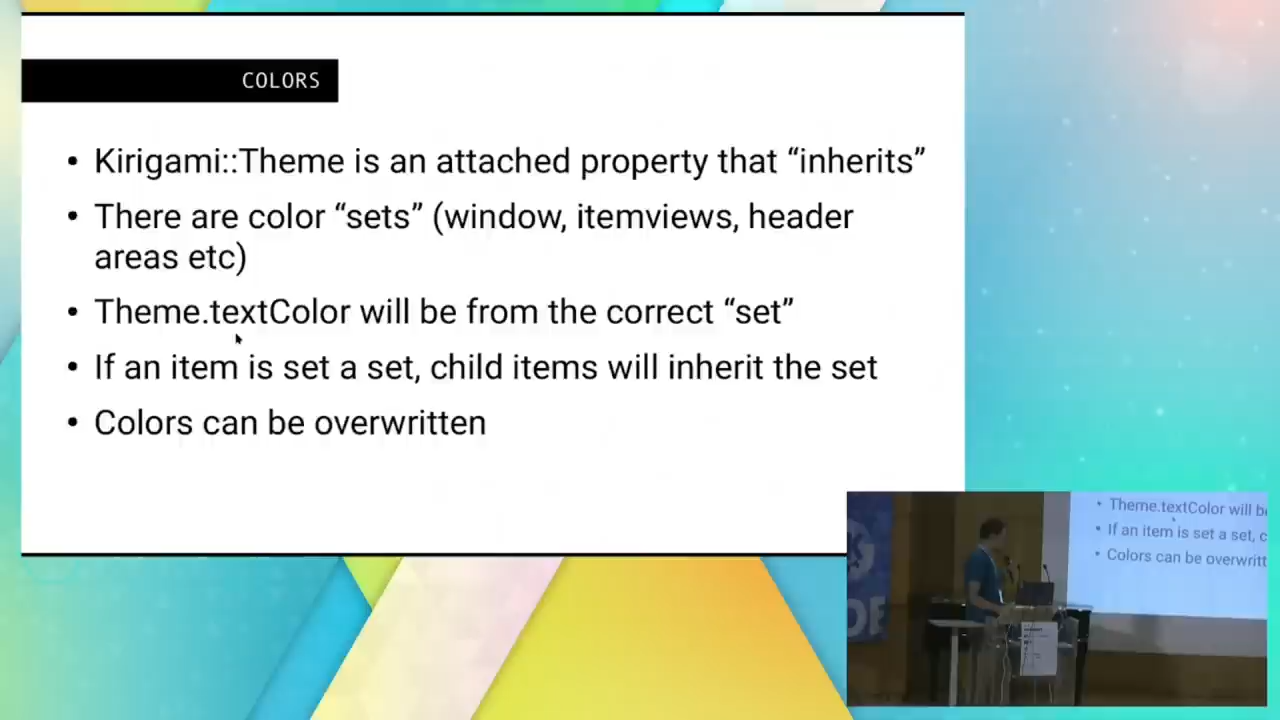 COLORS
• Kirigami::Theme is an attached property that “inherits”
• There are color “sets” (window, itemviews, header
areas etc)
• Theme.textColor will be from the correct “set”
• If an item is set a set, child items will inherit the set
• Colors can be overwritten
• Theme.textColor will be
• If an item is set a set, c
• Colors can be overwritt